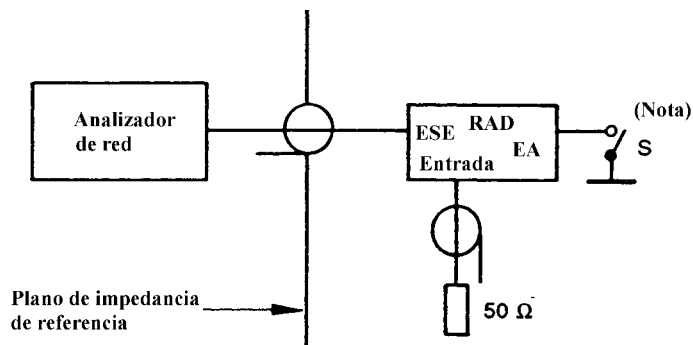 Analizador
de red
ESE
RAD
EA
Entrada
(Nota)
S
50 Ω
Plano de impedancia
de referencia